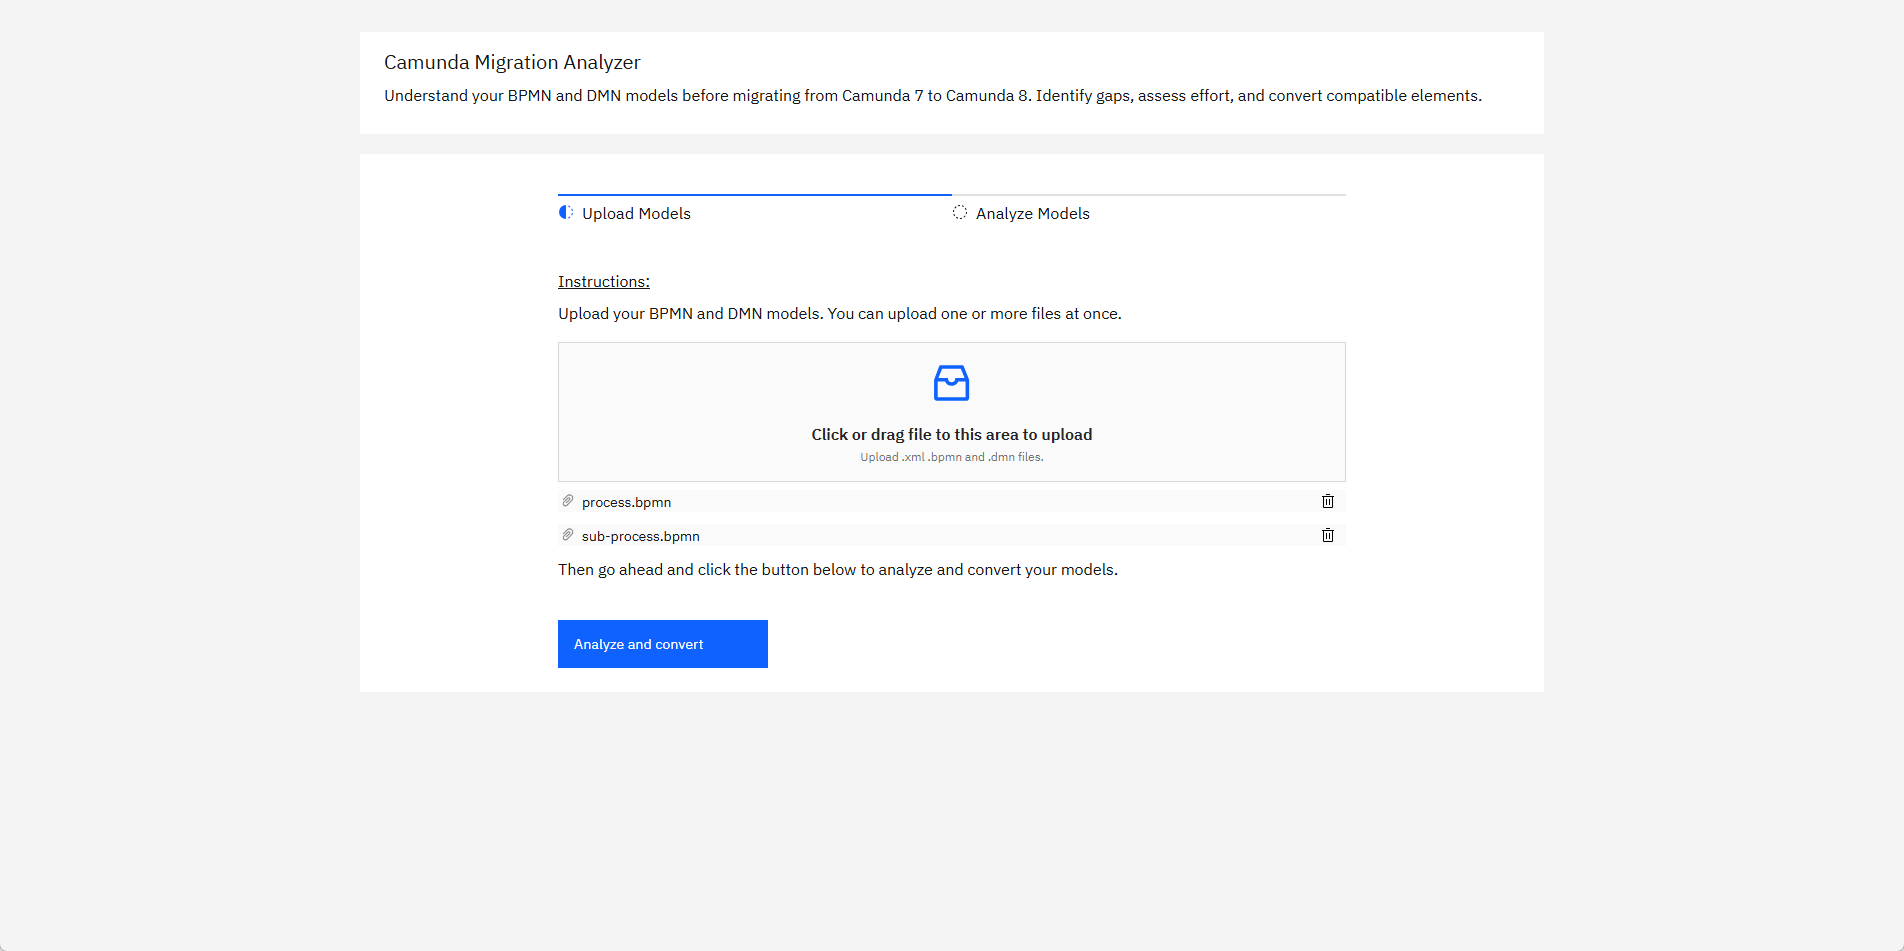 Camunda Migration Analyzer
Understand your BPMN and DMN models before migrating from Camunda 7 to Camunda 8. Identify gaps, assess effort, and convert compatible elements.
Upload Models
Analyze Models
Instructions:
Upload your BPMN and DMN models. You can upload one or more files at once.
Click or drag file to this area to upload
Upload .xml .bpmn and .dmn files.
process.bpmn
sub-process.bpmn
Then go ahead and click the button below to analyze and convert your models.
Analyze and convert